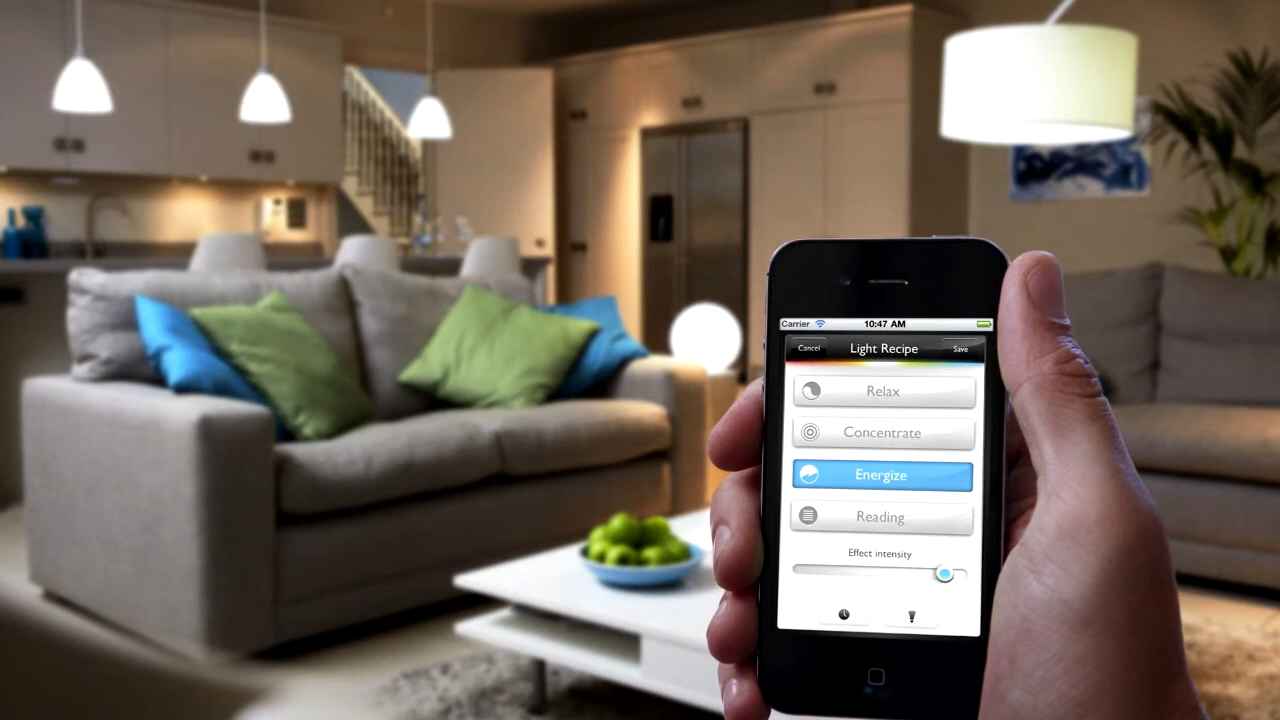 Carrier 10:47 AM
Cancel Light Recipe Save
Relax
Concentrate
Energize
Reading
Effect intensity